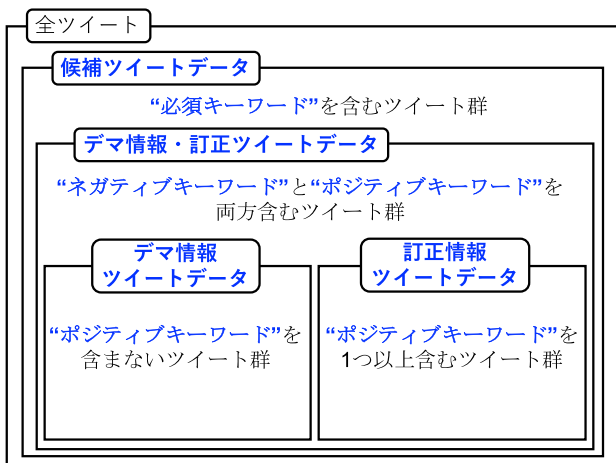 全ツイート
候補ツイートデータ
“必須キーワード”を含むツイート群
デマ情報・訂正ツイートデータ
“ネガティブキーワード”と“ポジティブキーワード”を
両方含むツイート群
デマ情報
ツイートデータ
“ポジティブキーワード”を
含まないツイート群
訂正情報
ツイートデータ
“ポジティブキーワード”を
1つ以上含むツイート群